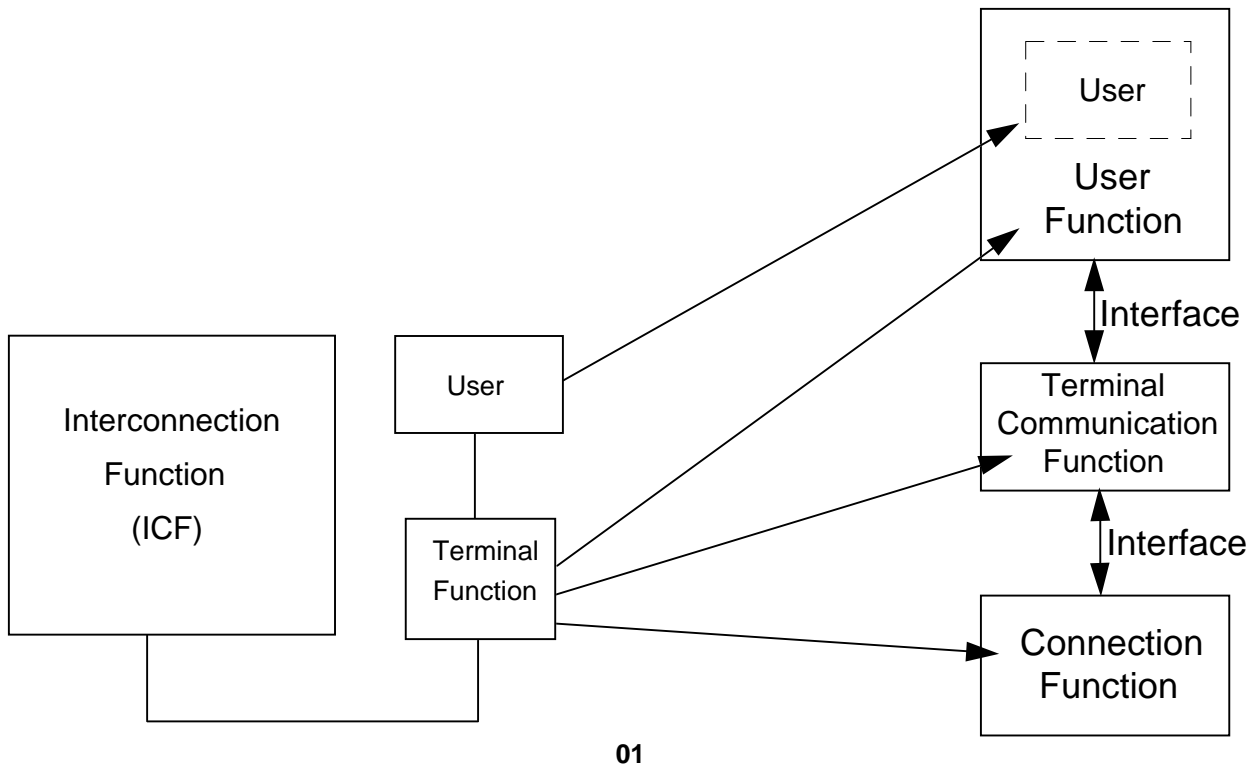 User
User
Function
Interface
Interconnection
Function
(ICF)
User
Terminal
Communication
Function
Terminal
Function
Interface
Connection
Function
01